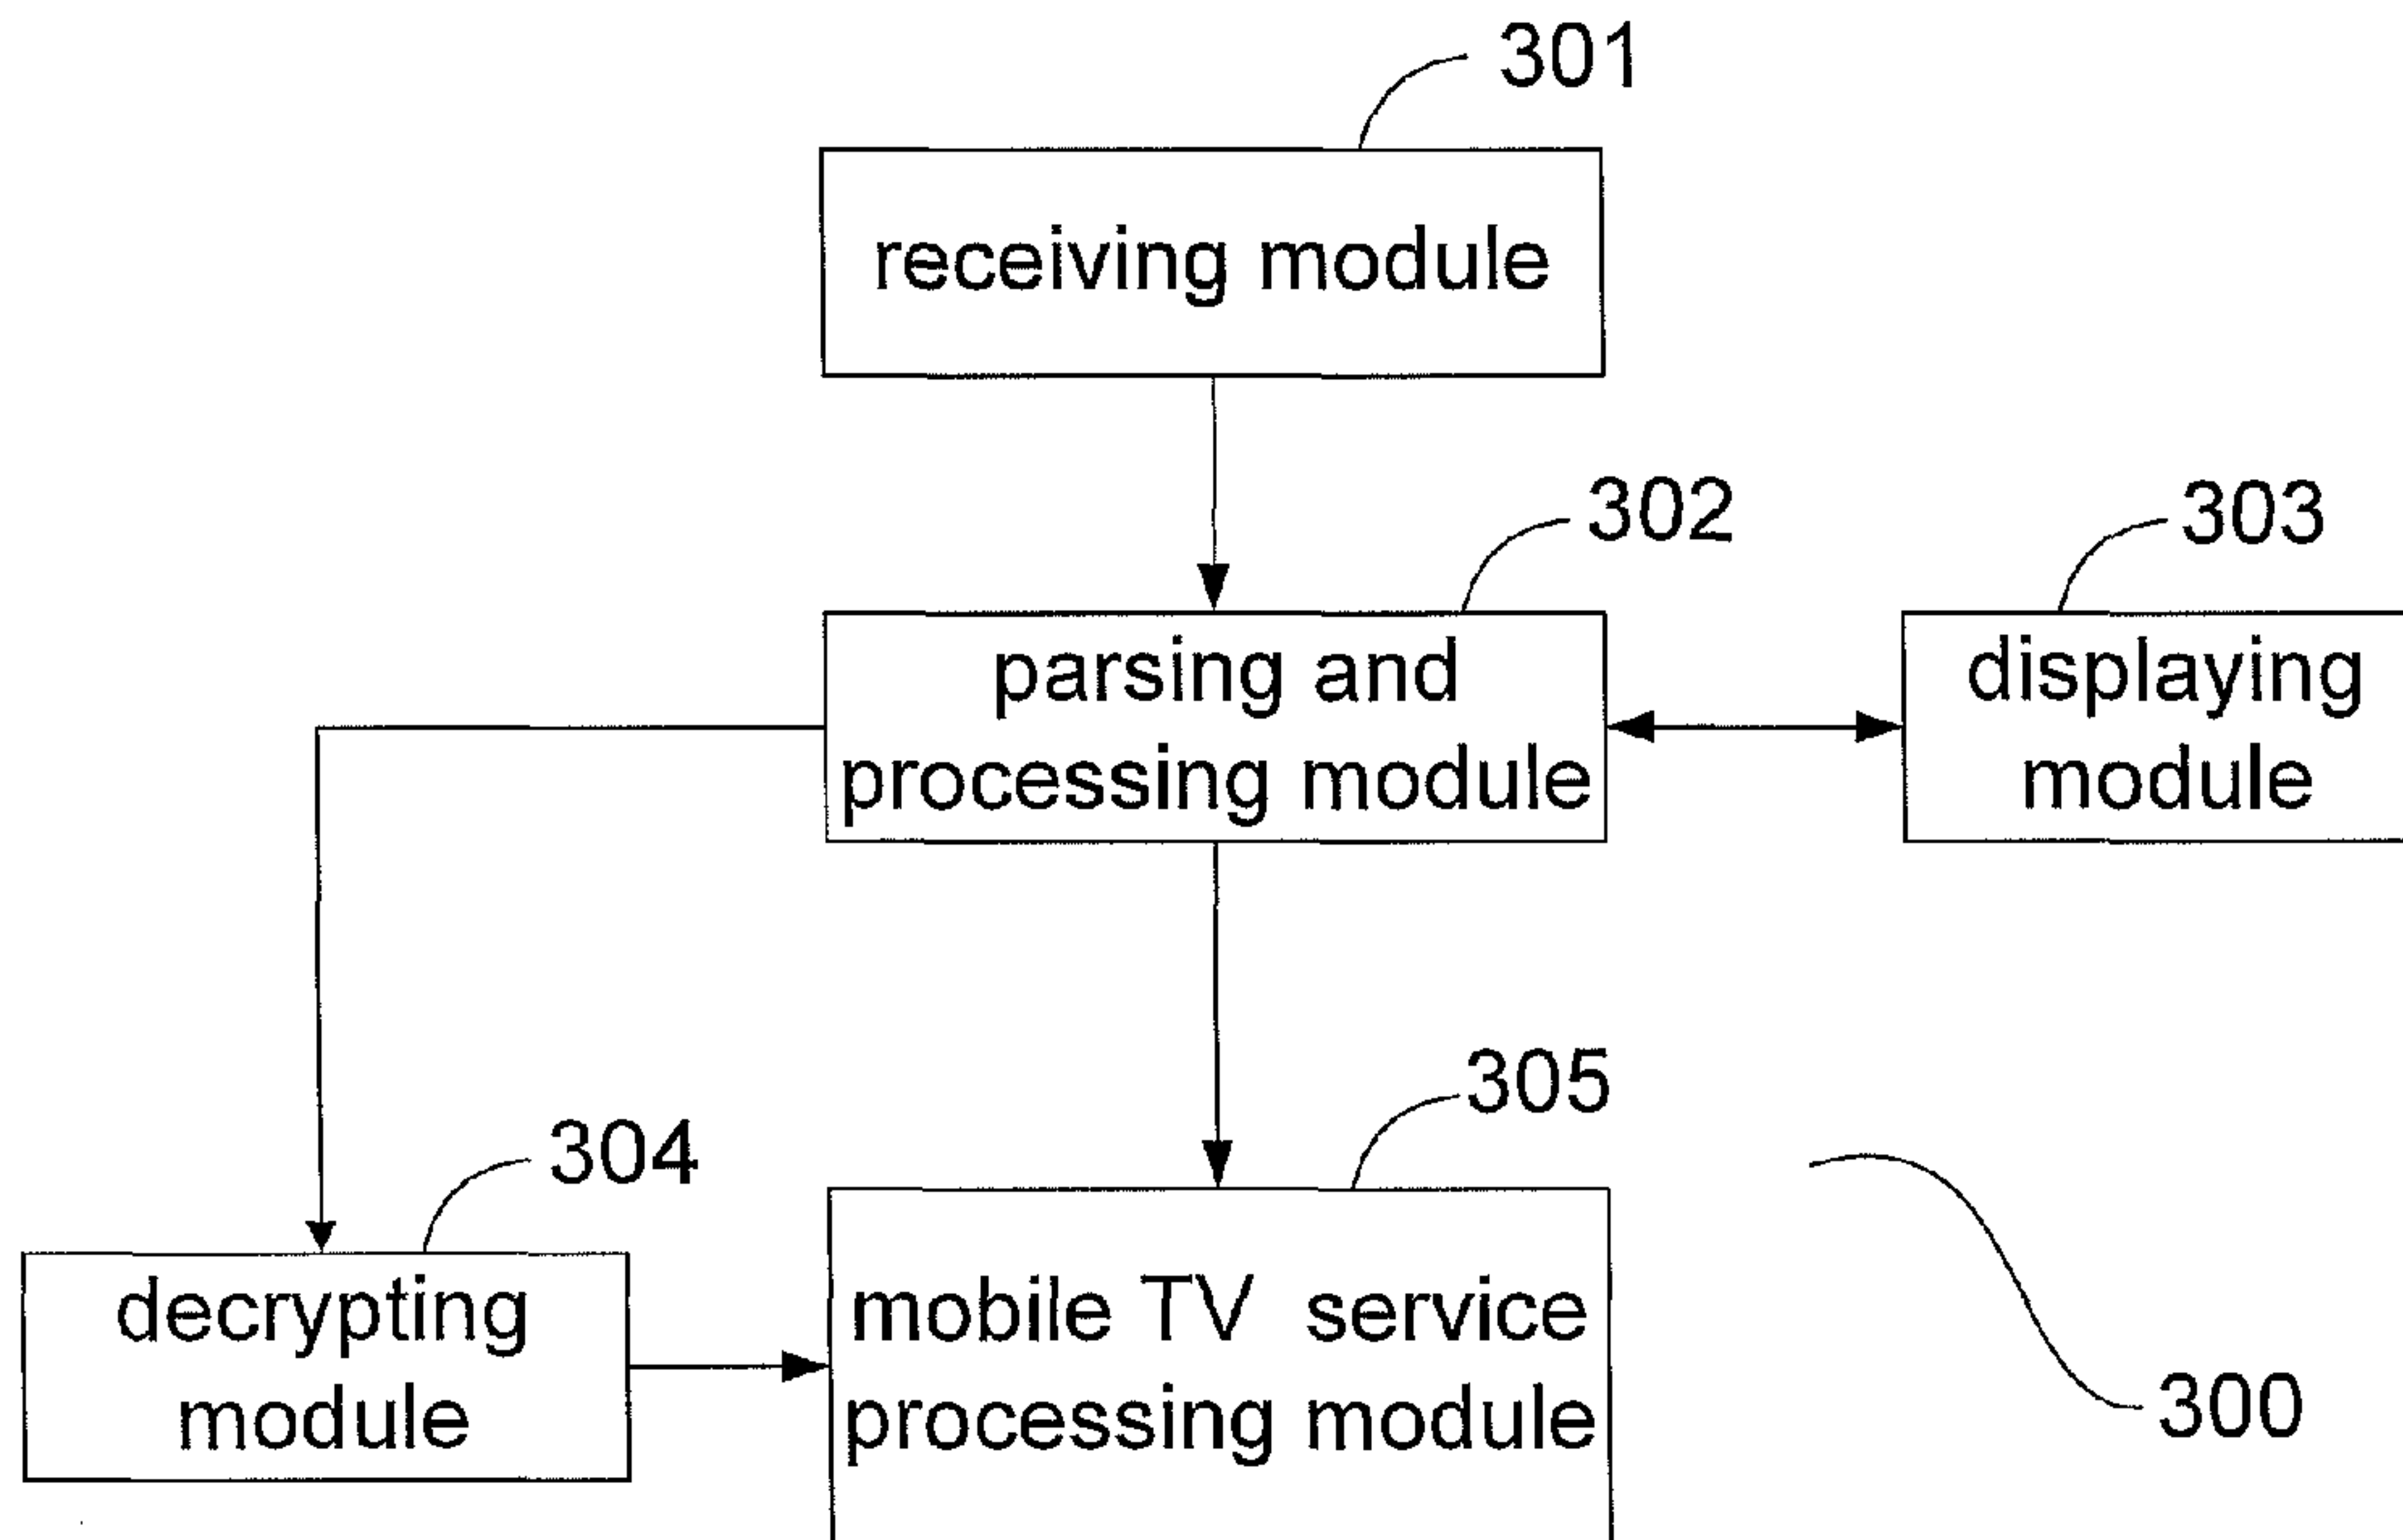 301
receiving module
302
303
parsing and
processing module
displaying
module
305
304
decrypting
module
mobile TV service
processing module
300